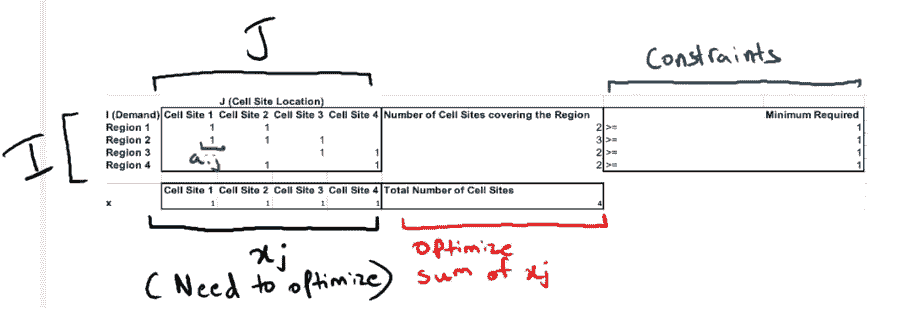 J
Constraints
J (Cell Site Location)
I (Demand) Cell Site 1 Cell Site 2 Cell Site 3 Cell Site 4 Number of Cell Sites covering the Region Minimum Required
Region 1 1 1 2 >= 1
Region 2 1 1 1 3 >= 1
Region 3 1 1 2 >= 1
Region 4 1 1 2 >= 1
I
aij
Cell Site 1 Cell Site 2 Cell Site 3 Cell Site 4 Total Number of Cell Sites
x 1 1 1 1 4
xj
(Need to optimize)
optimize
sum of xj